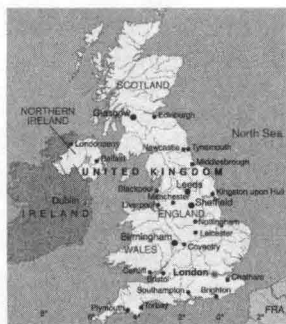 SCOTLAND
Glasgow
Edinburgh
NORTHERN
IRELAND
North Sea
Londonderry
Newcastle
Tynemouth
Belfast
Middlesbrough
UNITED KINGDOM
Blackpool
Leeds
Kingston upon Hull
Manchester
Dublin
Liverpool
Sheffield
IRELAND
ENGLAND
Nottingham
Leicester
Birmingham
WALES
Coventry
Cardiff
London
Bristol
Chatham
Southampton
Brighton
Plymouth
Torbay
FRA